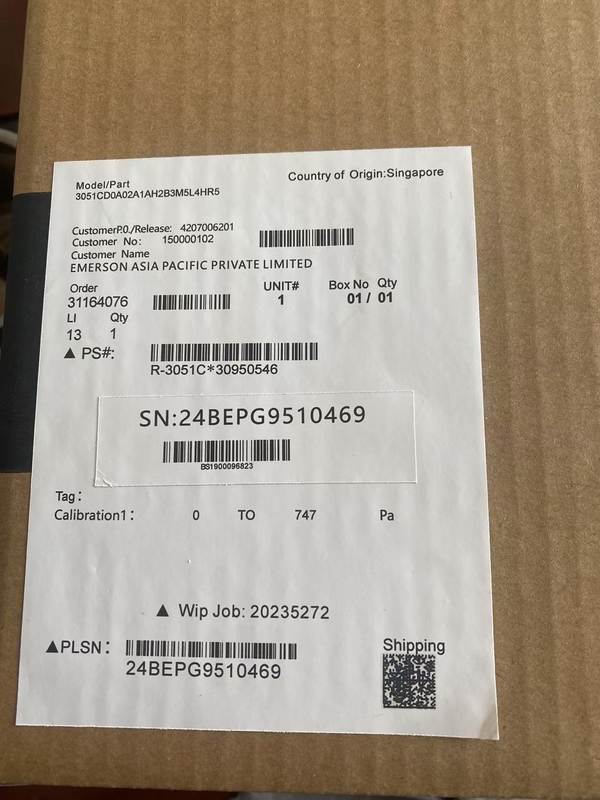 Model/Part
3051CD0A02A1AH2B3M5L4HR5
Country of Origin:Singapore
CustomerP.O./Release: 4207006201
Customer No: 150000102
Customer Name
EMERSON ASIA PACIFIC PRIVATE LIMITED
Order UNIT# Box No Qty
31164076 1 01 / 01
LI Qty
13 1
▲ PS#:
R-3051C*30950546
SN:24BEPG9510469
BS1900096823
Tag:
Calibration1: 0 TO 747 Pa
▲ Wip Job: 20235272
▲PLSN: Shipping
24BEPG9510469